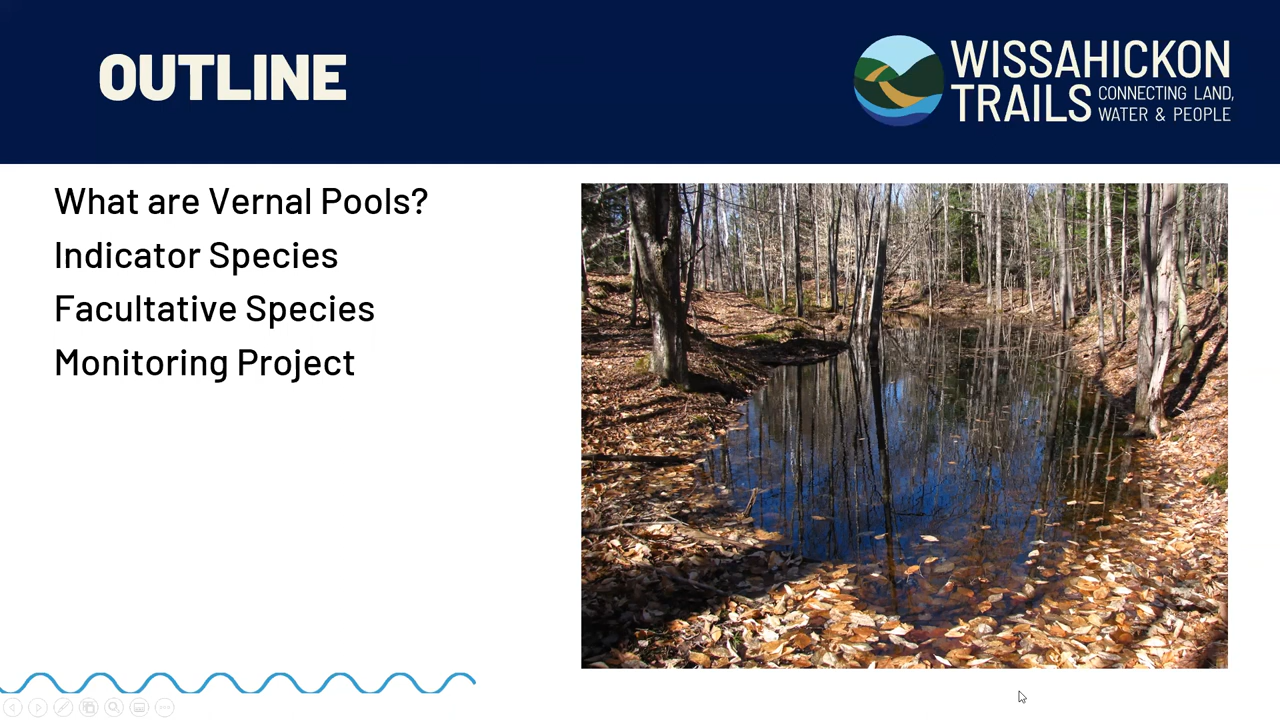 OUTLINE
WISSAHICKON
TRAILS CONNECTING LAND,
WATER & PEOPLE
What are Vernal Pools?
Indicator Species
Facultative Species
Monitoring Project